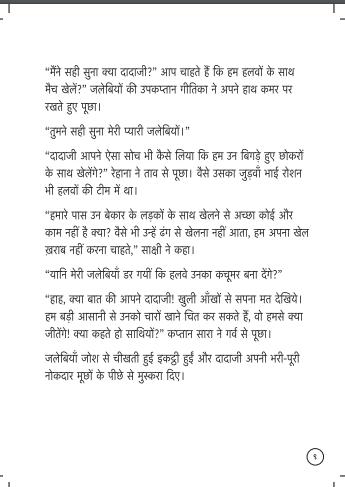 “मैंने सही सुना क्या दादाजी?” आप चाहते हैं कि हम हलवों के साथ
मैच खेलें?” जलेबियों की उपकप्तान गीतिका ने अपने हाथ कमर पर
रखते हुए पूछा।
“तुमने सही सुना मेरी प्यारी जलेबियों।”
“दादाजी आपने ऐसा सोच भी कैसे लिया कि हम उन बिगड़े हुए छोकरों
के साथ खेलेंगे?” रेहाना ने ताव से पूछा। वैसे उसका जुड़वाँ भाई रोशन
भी हलवों की टीम में था।
“हमारे पास उन बेकार के लड़कों के साथ खेलने से अच्छा कोई और
काम नहीं है क्या? वैसे भी उन्हें ढंग से खेलना नहीं आता, हम अपना खेल
ख़राब नहीं करना चाहते,” साक्षी ने कहा।
“यानि मेरी जलेबियाँ डर गयीं कि हलवे उनका कचूमर बना देंगे?”
“हाह, क्या बात की आपने दादाजी! खुली आँखों से सपना मत देखिये।
हम बड़ी आसानी से उनको चारों खाने चित कर सकते हैं, वो हमसे क्या
जीतेंगे! क्या कहते हो साथियों?” कप्तान सारा ने गर्व से पूछा।
जलेबियाँ जोश से चीखती हुई इकट्ठी हुईं और दादाजी अपनी भरी-पूरी
नोकदार मूछों के पीछे से मुस्करा दिए।
९